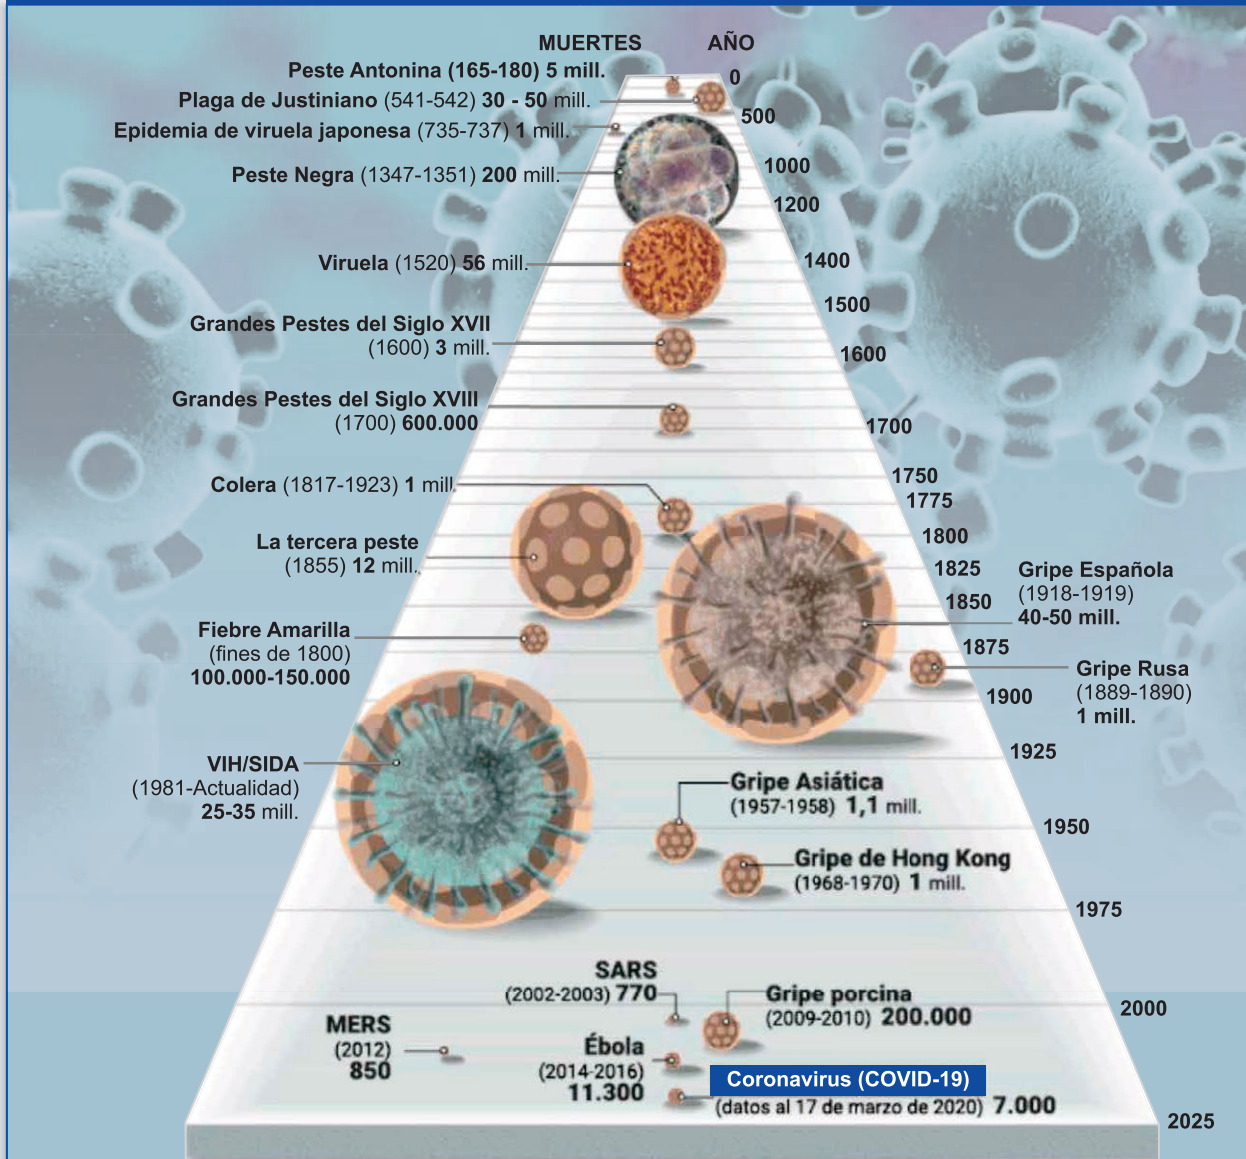 MUERTES AÑO
Peste Antonina (165-180) 5 mill.
0
Plaga de Justiniano (541-542) 30 - 50 mill.
500
Epidemia de viruela japonesa (735-737) 1 mill.
1000
Peste Negra (1347-1351) 200 mill.
1200
Viruela (1520) 56 mill.
1400
1500
Grandes Pestes del Siglo XVII
(1600) 3 mill.
1600
Grandes Pestes del Siglo XVIII
(1700) 600.000
1700
1750
Colera (1817-1923) 1 mill.
1775
1800
La tercera peste
(1855) 12 mill.
1825
Gripe Española
(1918-1919)
40-50 mill.
1850
Fiebre Amarilla
(fines de 1800)
100.000-150.000
1875
Gripe Rusa
(1889-1890)
1 mill.
1900
1925
VIH/SIDA
(1981-Actualidad)
25-35 mill.
Gripe Asiática
(1957-1958) 1,1 mill.
1950
Gripe de Hong Kong
(1968-1970) 1 mill.
1975
SARS
(2002-2003) 770
Gripe porcina
(2009-2010) 200.000
2000
MERS
(2012)
850
Ébola
(2014-2016)
11.300
Coronavirus (COVID-19)
(datos al 17 de marzo de 2020) 7.000
2025